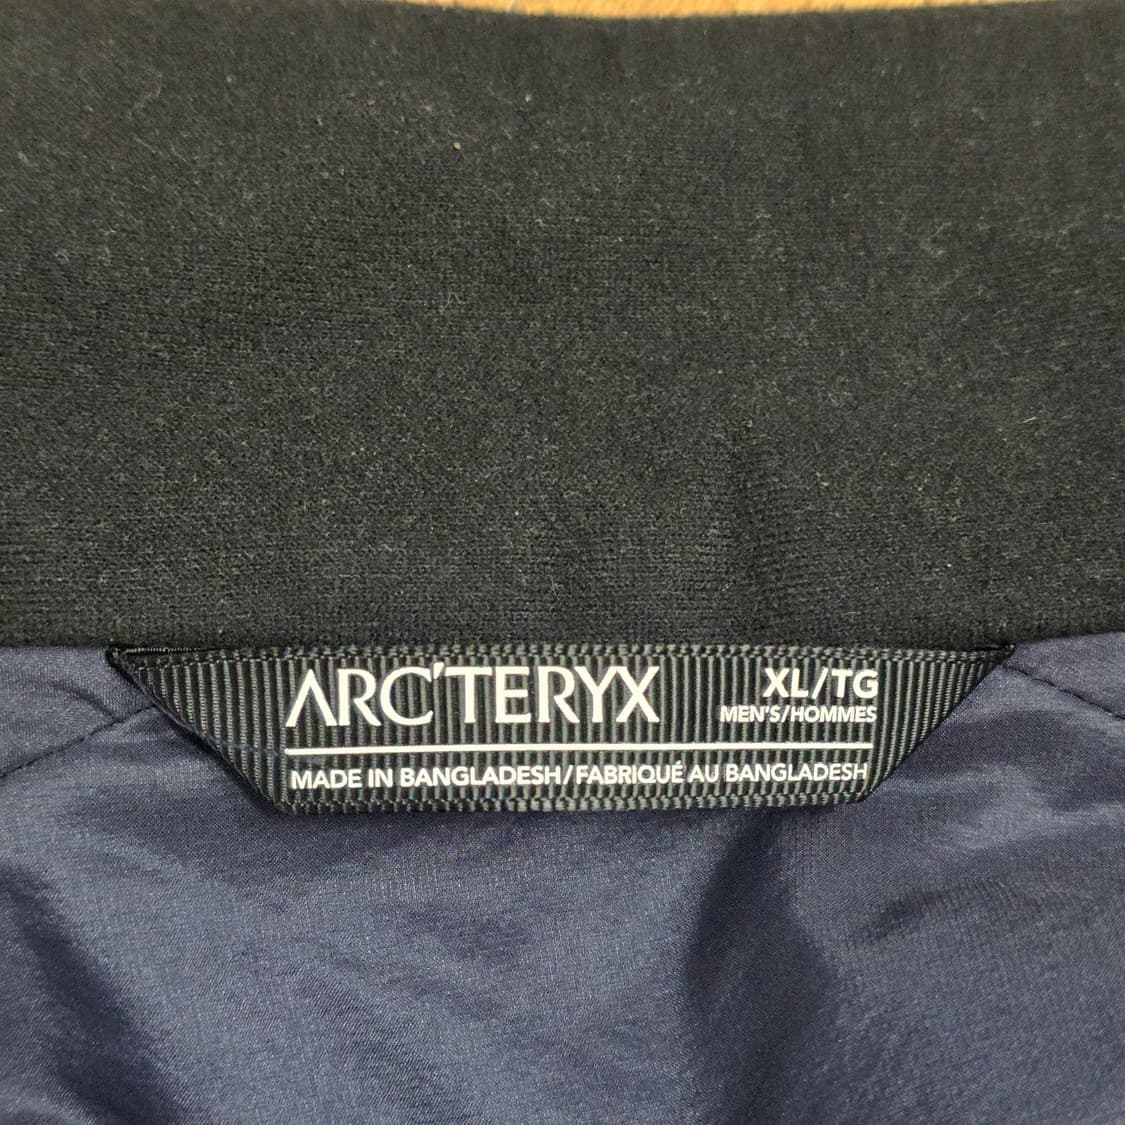 ARC'TERYX
XL/TG
MEN'S/HOMMES
MADE IN BANGLADESH/FABRIQUÉ AU BANGLADESH